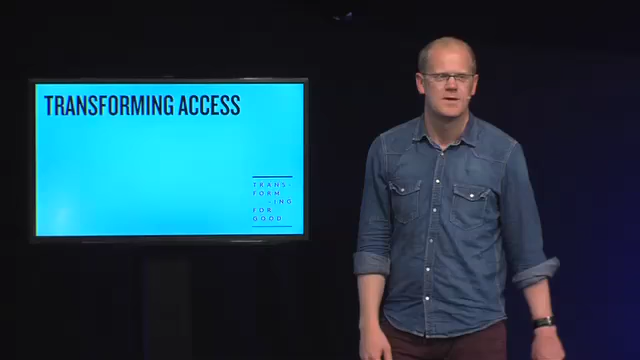 TRANSFORMING ACCESS
TRANS-
FORM
-ING
FOR
GOOD